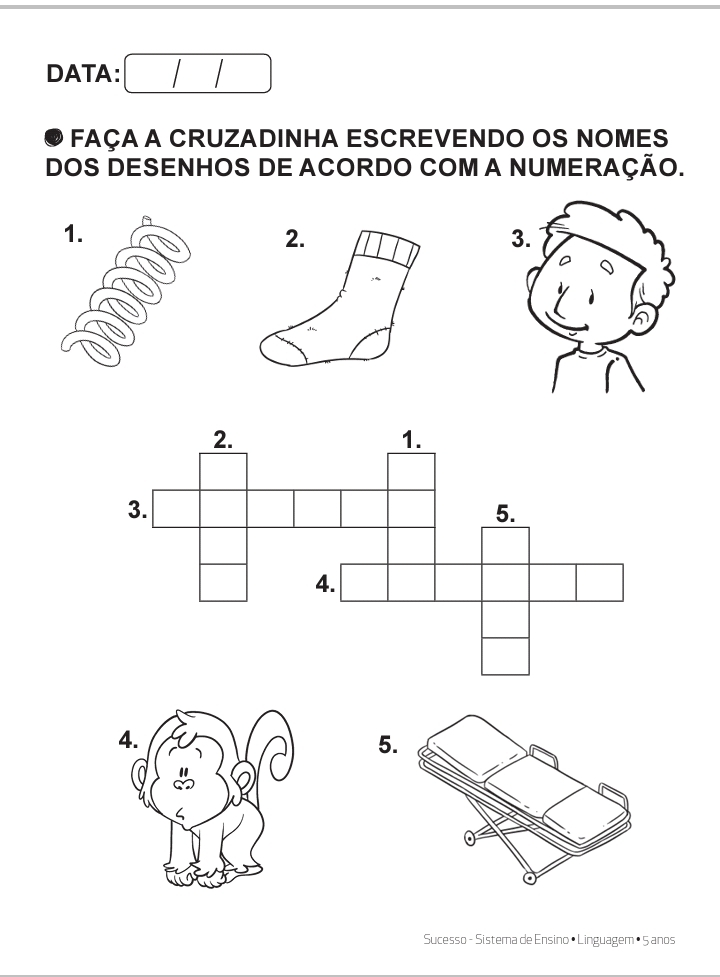 DATA: / /
FAÇA A CRUZADINHA ESCREVENDO OS NOMES
DOS DESENHOS DE ACORDO COM A NUMERAÇÃO.
1. 2. 3.
2. 1.
3. 5.
4.
4. 5.
Sucesso - Sistema de Ensino • Linguagem • 5 anos